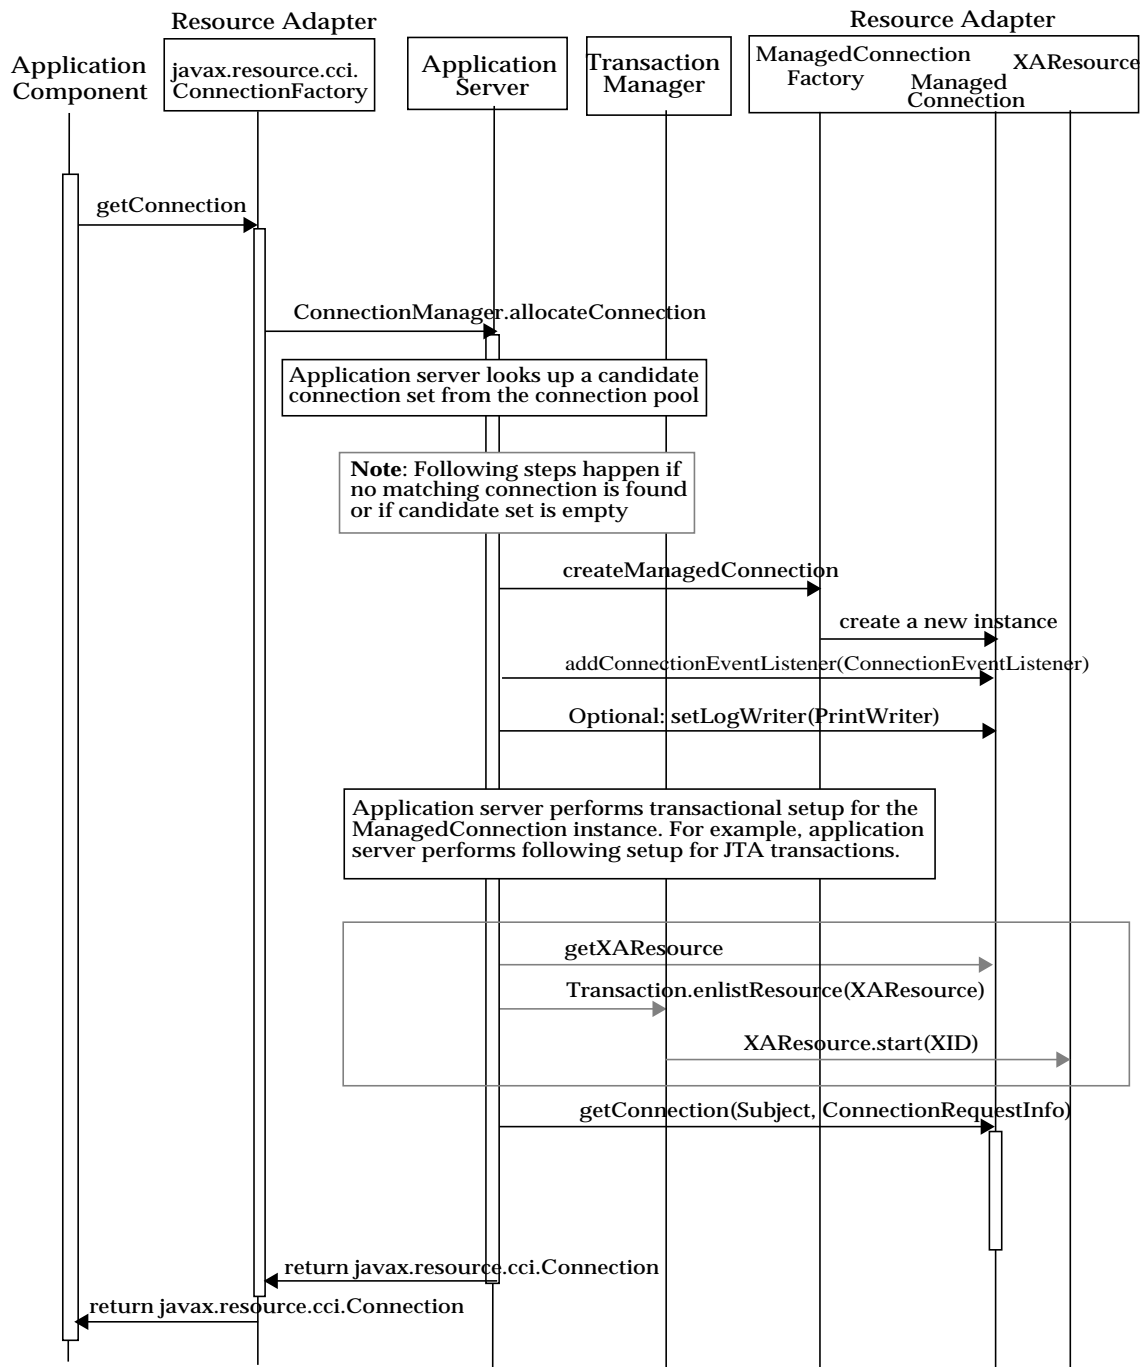 Resource Adapter
Resource Adapter
Application
Component
javax.resource.cci.
ConnectionFactory
Application
Server
Transaction
Manager
ManagedConnection
Factory
Managed
Connection
XAResource
getConnection
ConnectionManager.allocateConnection
Application server looks up a candidate
connection set from the connection pool
Note: Following steps happen if
no matching connection is found
or if candidate set is empty
createManagedConnection
create a new instance
addConnectionEventListener(ConnectionEventListener)
Optional: setLogWriter(PrintWriter)
Application server performs transactional setup for the
ManagedConnection instance. For example, application
server performs following setup for JTA transactions.
getXAResource
Transaction.enlistResource(XAResource)
XAResource.start(XID)
getConnection(Subject, ConnectionRequestInfo)
return javax.resource.cci.Connection
return javax.resource.cci.Connection